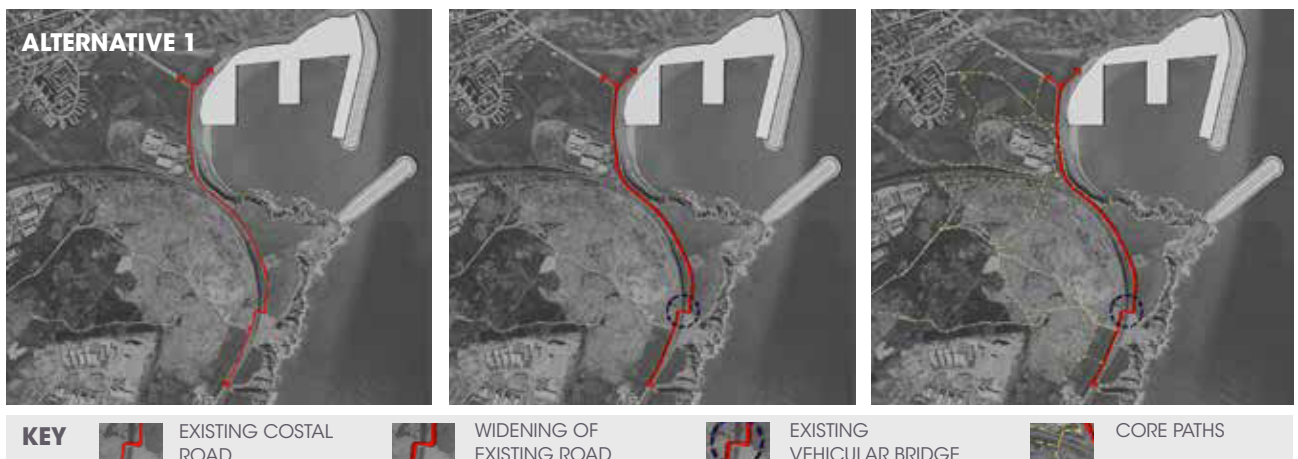 ALTERNATIVE 1
KEY
EXISTING COSTAL
ROAD
WIDENING OF
EXISTING ROAD
EXISTING
VEHICULAR BRIDGE
CORE PATHS